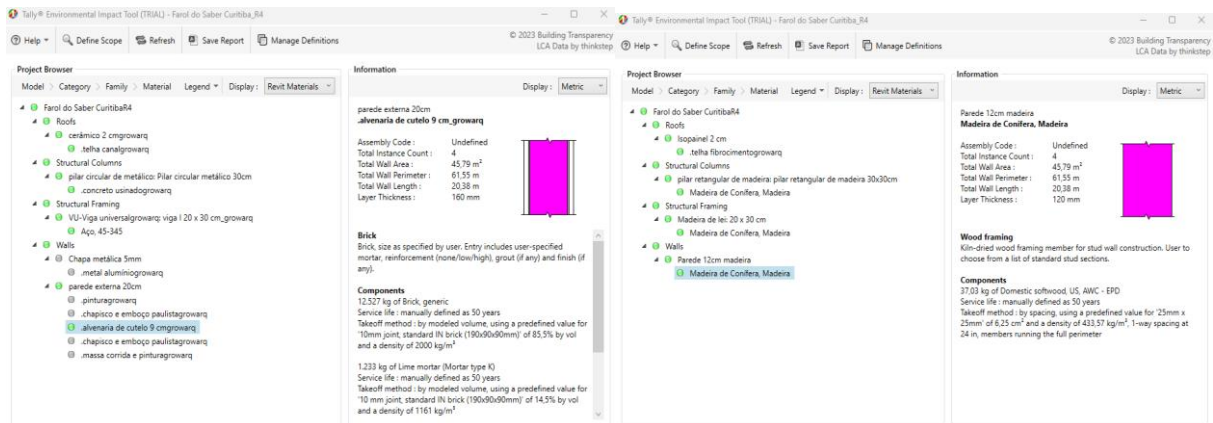 Tally® Environmental Impact Tool (TRIAL) - Farol do Saber Curitiba_R4
Help
Define Scope
Refresh
Save Report
Manage Definitions
© 2023 Building Transparency
LCA Data by thinkstep
Project Browser
Model > Category > Family > Material Legend Display: Revit Materials
Farol do Saber CuritibaR4
Roofs
cerámico 2 cmgrowarq
.telha canalgrowarq
Structural Columns
pilar circular de metálico: Pilar circular metálico 30cm
.concreto usinadogrowarq
Structural Framing
VU-Viga universalgrowarq: viga I 20 x 30 cm_growarq
Aço, 45-345
Walls
Chapa metálica 5mm
.metal alumíniogrowarq
parede externa 20cm
.pinturagrowarq
.chapisco e emboço paulistagrowarq
.alvenaria de cutelo 9 cmgrowarq
.chapisco e emboço paulistagrowarq
.massa corrida e pinturagrowarq
Information
Display: Metric
parede externa 20cm
.alvenaria de cutelo 9 cm_growarq
Assembly Code : Undefined
Total Instance Count : 4
Total Wall Area : 45,79 m²
Total Wall Perimeter : 61,55 m
Total Wall Length : 20,38 m
Layer Thickness : 160 mm
Brick
Brick, size as specified by user. Entry includes user-specified
mortar, reinforcement (none/low/high), grout (if any) and finish (if
any).
Components
12.527 kg of Brick, generic
Service life : manually defined as 50 years
Takeoff method : by modeled volume, using a predefined value for
'10mm joint, standard IN brick (190x90x90mm)' of 85,5% by vol
and a density of 2000 kg/m³
1.233 kg of Lime mortar (Mortar type K)
Service life : manually defined as 50 years
Takeoff method : by modeled volume, using a predefined value for
'10 mm joint, standard IN brick (190x90x90mm)' of 14,5% by vol
and a density of 1161 kg/m³
Tally® Environmental Impact Tool (TRIAL) - Farol do Saber Curitiba_R4
Help
Define Scope
Refresh
Save Report
Manage Definitions
© 2023 Building Transparency
LCA Data by thinkstep
Project Browser
Model > Category > Family > Material Legend Display: Revit Materials
Farol do Saber CuritibaR4
Roofs
Isopainel 2 cm
.telha fibrocimentogrowarq
Structural Columns
pilar retangular de madeira: pilar retangular de madeira 30x30cm
Madeira de Conífera, Madeira
Structural Framing
Madeira de lei: 20 x 30 cm
Madeira de Conífera, Madeira
Walls
Parede 12cm madeira
Madeira de Conífera, Madeira
Information
Display: Metric
Parede 12cm madeira
Madeira de Conífera, Madeira
Assembly Code : Undefined
Total Instance Count : 4
Total Wall Area : 45,79 m²
Total Wall Perimeter : 61,55 m
Total Wall Length : 20,38 m
Layer Thickness : 120 mm
Wood framing
Kiln-dried wood framing member for stud wall construction. User to
choose from a list of standard stud sections.
Components
37,03 kg of Domestic softwood, US, AWC - EPD
Service life : manually defined as 50 years
Takeoff method : by spacing, using a predefined value for '25mm x
25mm' of 6,25 cm² and a density of 433,57 kg/m³, 1-way spacing at
24 in, members running the full perimeter